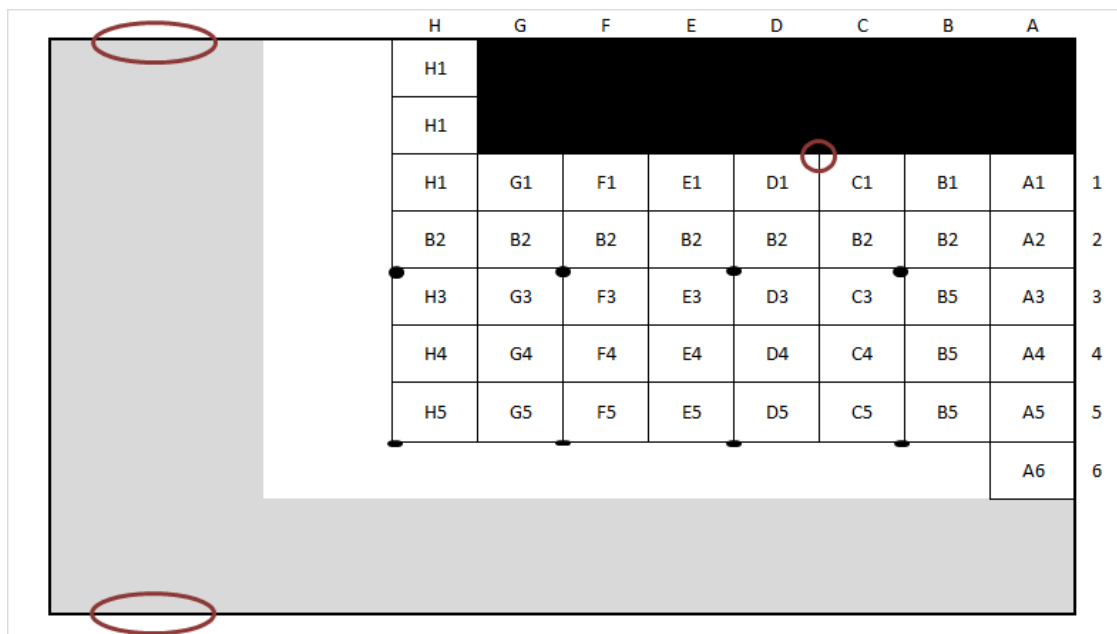 H G F E D C B A
H1
H1
H1 G1 F1 E1 D1 C1 B1 A1 1
B2 B2 B2 B2 B2 B2 B2 A2 2
H3 G3 F3 E3 D3 C3 B5 A3 3
H4 G4 F4 E4 D4 C4 B5 A4 4
H5 G5 F5 E5 D5 C5 B5 A5 5
A6 6